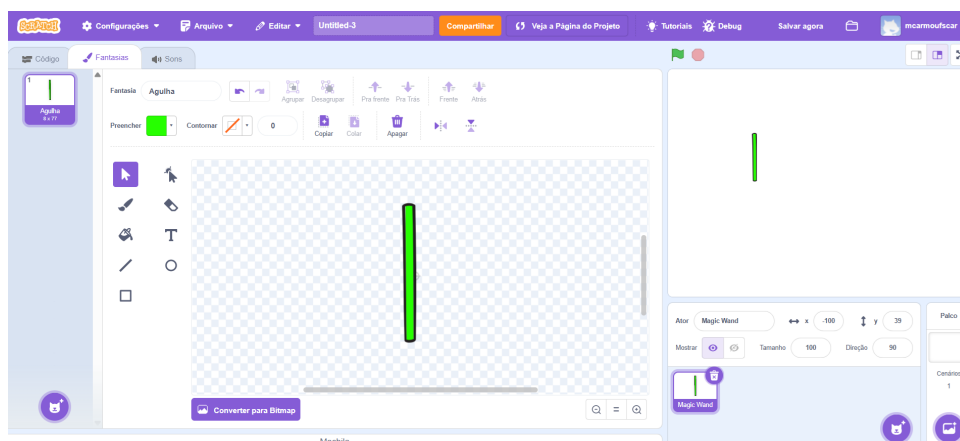 SCRATCH Configurações Arquivo Editar Untitled-3 Compartilhar Veja a Página do Projeto Tutoriais Debug Salvar agora mcarmoufscar
Código Fantasias Sons
1
Agulha
8 x 77
Fantasia Agulha Agrupar Desagrupar Pra frente Pra Trás Frente Atrás
Preencher Contornar 0 Copiar Colar Apagar
T
Converter para Bitmap
Ator Magic Wand x -100 y 39
Mostrar Tamanho 100 Direção 90
Magic Wand
Palco
Cenários
1
Mochila